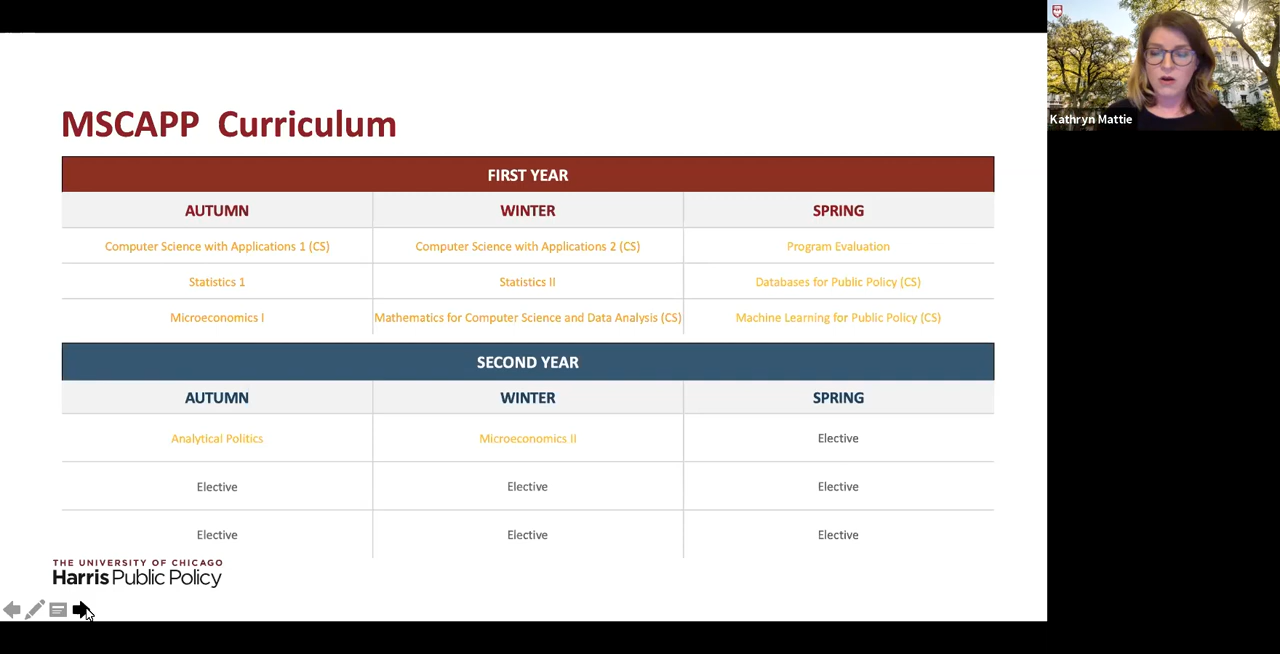 MSCAPP Curriculum
FIRST YEAR
AUTUMN WINTER SPRING
Computer Science with Applications 1 (CS) Computer Science with Applications 2 (CS) Program Evaluation
Statistics 1 Statistics II Databases for Public Policy (CS)
Microeconomics I Mathematics for Computer Science and Data Analysis (CS) Machine Learning for Public Policy (CS)
SECOND YEAR
AUTUMN WINTER SPRING
Analytical Politics Microeconomics II Elective
Elective Elective Elective
Elective Elective Elective
THE UNIVERSITY OF CHICAGO
Harris Public Policy
Kathryn Mattie